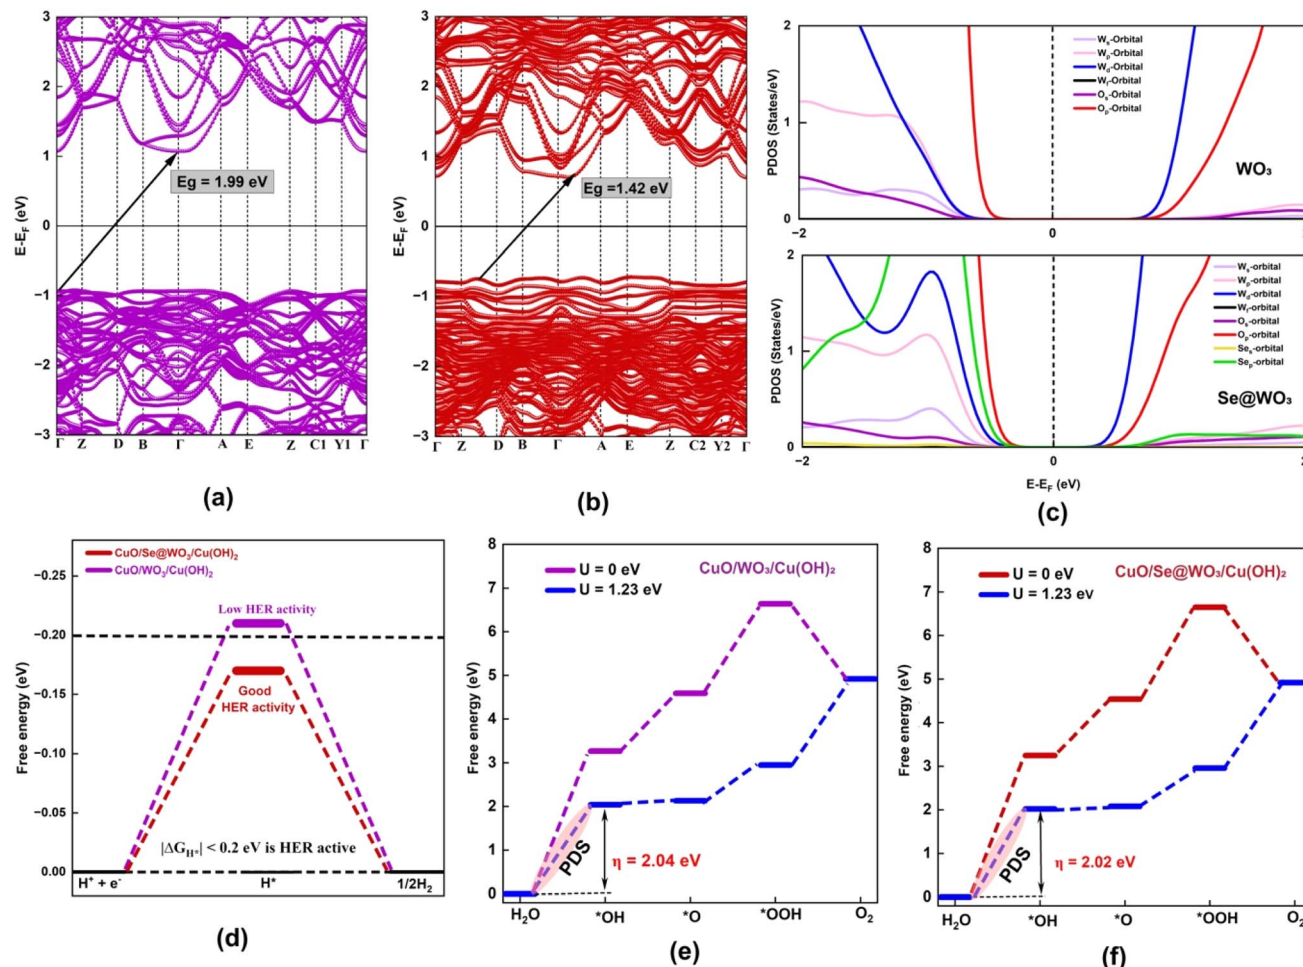 3
2
1
0
−1
−2
−3
E-E_F (eV)
Eg = 1.99 eV
Γ Z D B Γ A E Z C1 Y1 Γ
(a)
3
2
1
0
−1
−2
−3
E-E_F (eV)
Eg =1.42 eV
Γ Z D B Γ A E Z C2 Y2 Γ
(b)
2
1
0
PDOS (States/eV)
W_s-Orbital
W_p-Orbital
W_d-Orbital
W_f-Orbital
O_s-Orbital
O_p-Orbital
WO₃
2
1
0
PDOS (States/eV)
W_s-orbital
W_p-orbital
W_d-orbital
W_f-orbital
O_s-orbital
O_p-orbital
Se_s-orbital
Se_p-orbital
Se@WO₃
−2 0 2
E-E_F (eV)
(c)
CuO/Se@WO₃/Cu(OH)₂
CuO/WO₃/Cu(OH)₂
−0.25
−0.20
−0.15
−0.10
−0.05
0.00
Free energy (eV)
Low HER activity
Good
HER activity
|ΔG_H*| < 0.2 eV is HER active
H⁺ + e⁻ H* 1/2H₂
(d)
8
7
6
5
4
3
2
1
0
Free energy (eV)
U = 0 eV
U = 1.23 eV
CuO/WO₃/Cu(OH)₂
PDS
η = 2.04 eV
H₂O *OH *O *OOH O₂
(e)
8
7
6
5
4
3
2
1
0
Free energy (eV)
U = 0 eV
U = 1.23 eV
CuO/Se@WO₃/Cu(OH)₂
PDS
η = 2.02 eV
H₂O *OH *O *OOH O₂
(f)